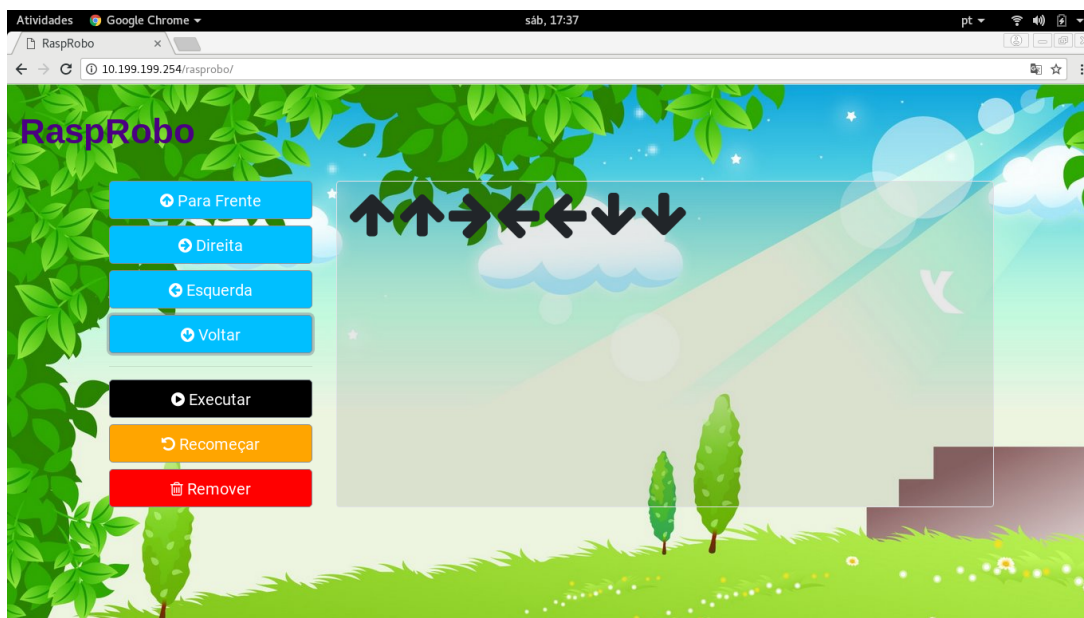 Atividades Google Chrome sáb, 17:37 pt
RaspRobo
10.199.199.254/rasprobo/
RaspRobo
Para Frente
Direita
Esquerda
Voltar
Executar
Recomeçar
Remover